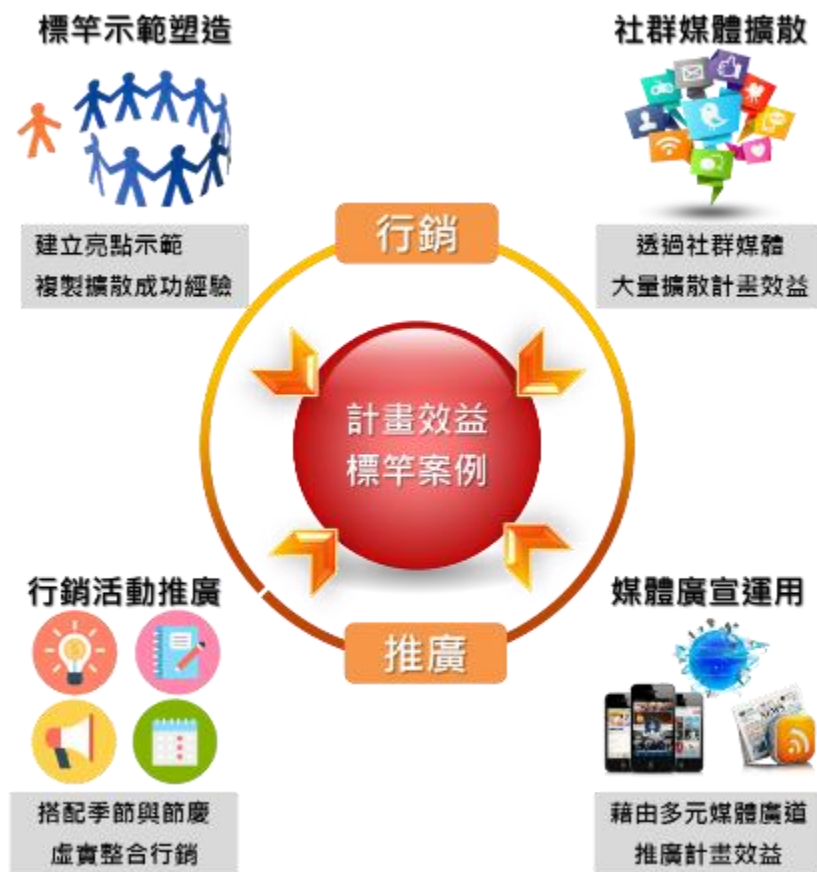 標竿示範塑造
社群媒體擴散
建立亮點示範
複製擴散成功經驗
透過社群媒體
大量擴散計畫效益
行銷
計畫效益
標竿案例
推廣
行銷活動推廣
媒體廣宣運用
NEWS
搭配季節與節慶
虛實整合行銷
藉由多元媒體廣道
推廣計畫效益